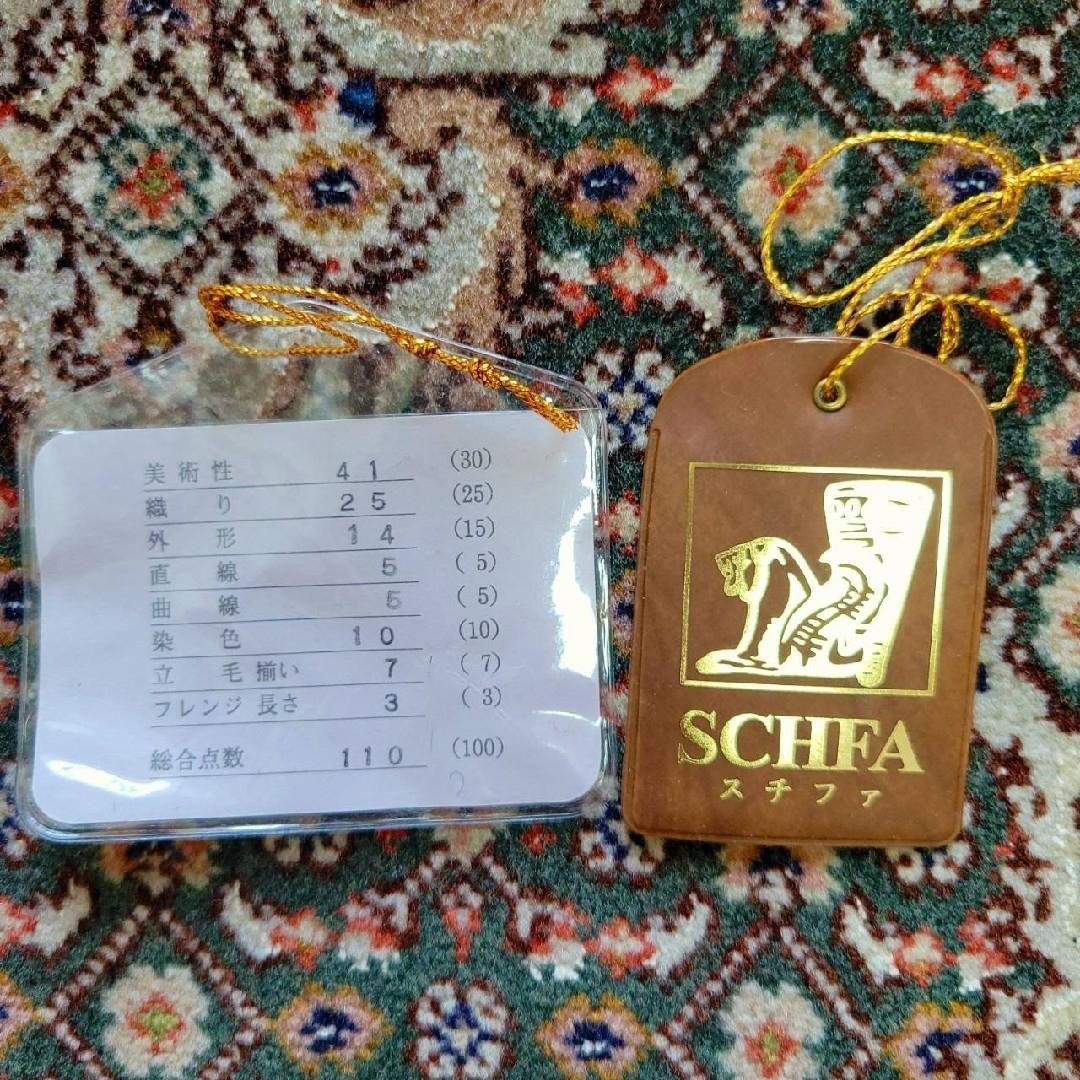 美術性 41 (30)
織り 25 (25)
外形 14 (15)
直線 5 (5)
曲線 5 (5)
染色 10 (10)
立毛揃い 7 (7)
フレンジ長さ 3 (3)
総合点数 110 (100)
SCHFA
スチファ